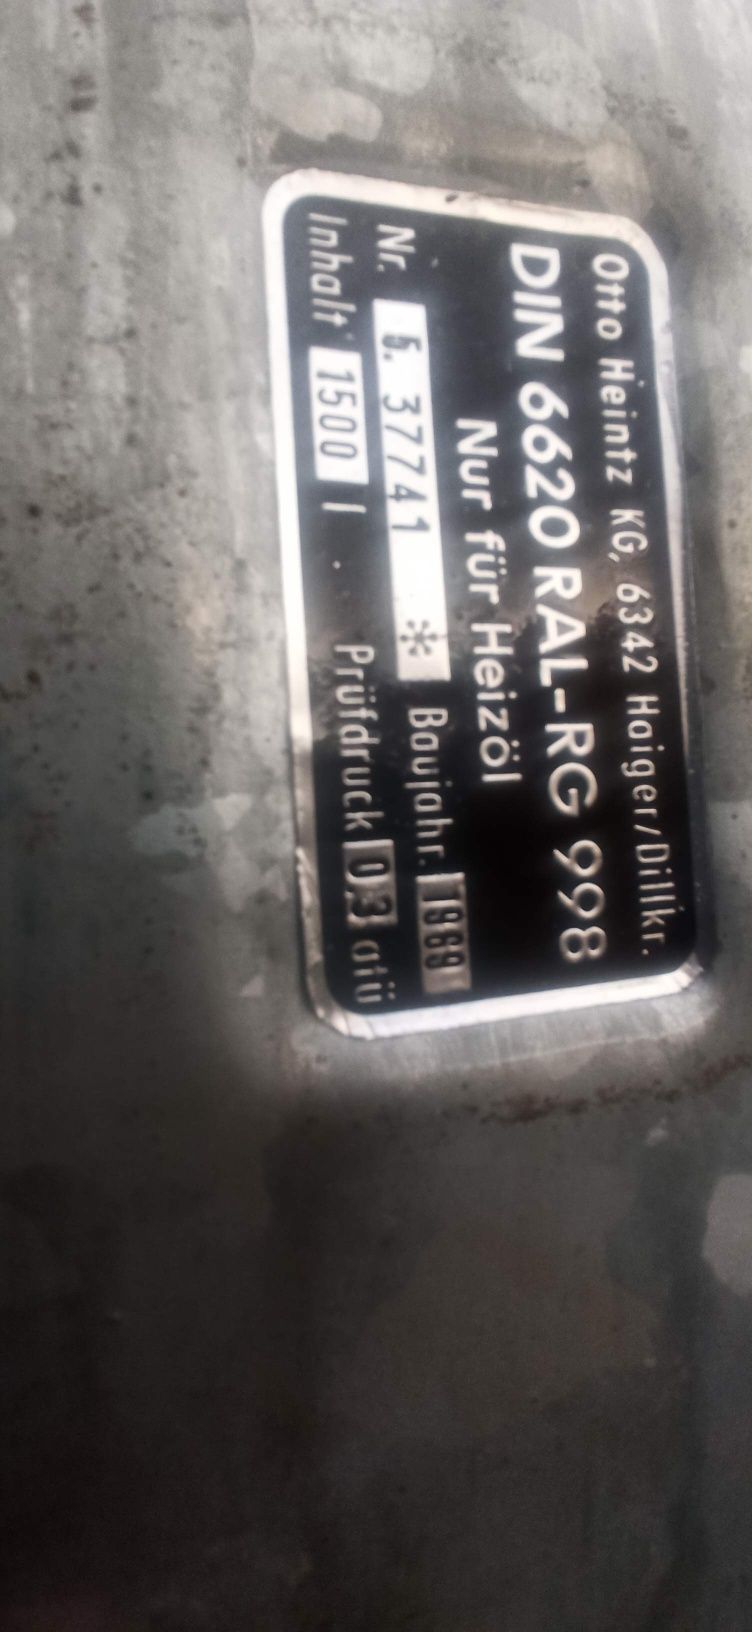 Otto Heintz KG, 6342 Haiger/Dillkr.
DIN 6620 RAL-RG 998
Nur für Heizöl
Nr. 5. 37741 * Baujahr. 1969
Inhalt 1500 l Prüfdruck 0,3 atü